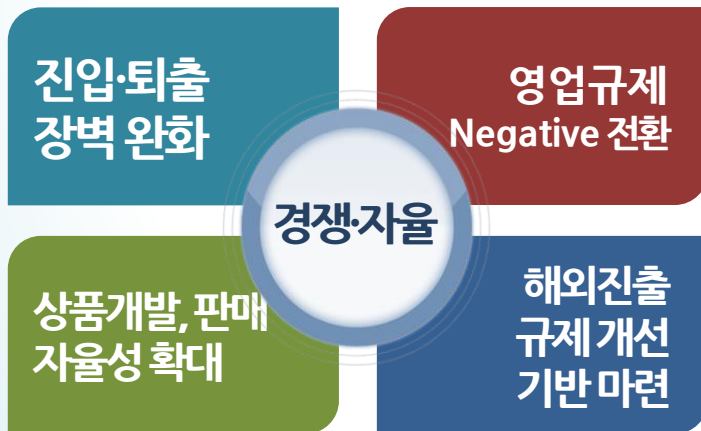 진입·퇴출
장벽 완화
영업규제
Negative 전환
경쟁·자율
상품개발, 판매
자율성 확대
해외진출
규제 개선
기반 마련